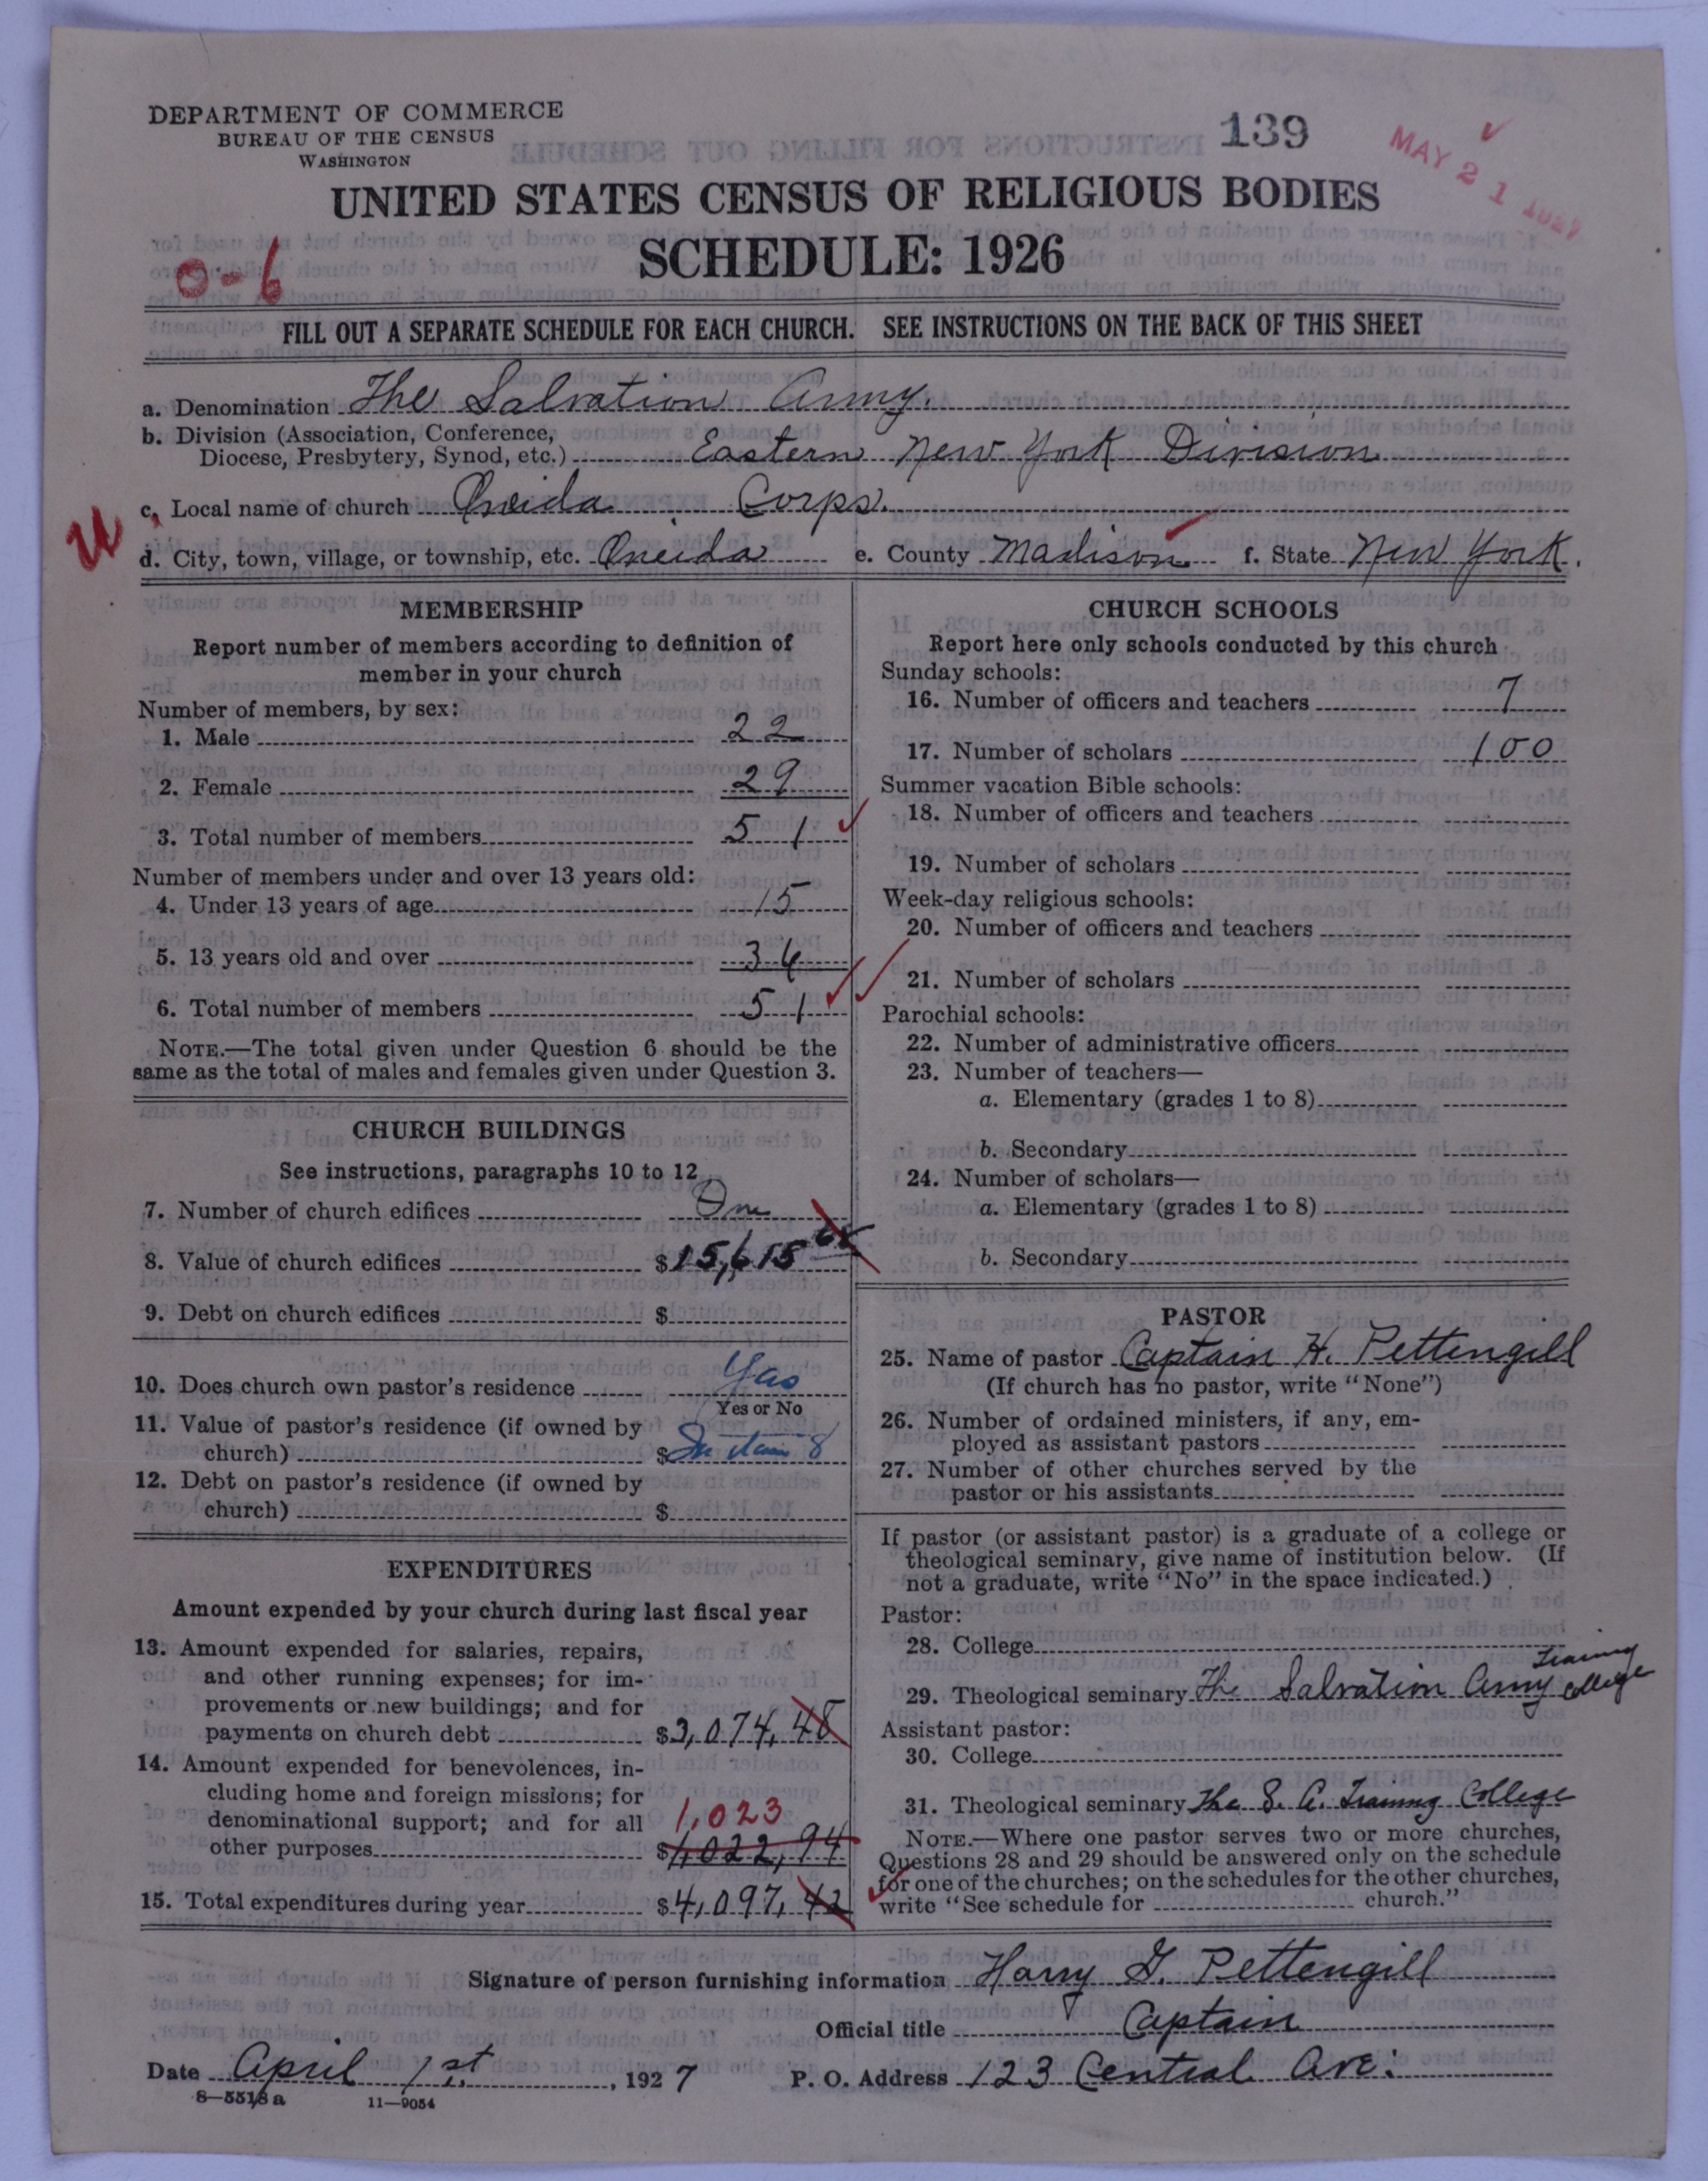 DEPARTMENT OF COMMERCE
BUREAU OF THE CENSUS
WASHINGTON
139
MAY 21 1927
UNITED STATES CENSUS OF RELIGIOUS BODIES
SCHEDULE: 1926
0-6
FILL OUT A SEPARATE SCHEDULE FOR EACH CHURCH. SEE INSTRUCTIONS ON THE BACK OF THIS SHEET
a. Denomination The Salvation Army.
b. Division (Association, Conference,
Diocese, Presbytery, Synod, etc.) Eastern New York Division
c. Local name of church Oneida Corps.
U
d. City, town, village, or township, etc. Oneida e. County Madison f. State New York.
MEMBERSHIP
Report number of members according to definition of
member in your church
Number of members, by sex:
1. Male 22
2. Female 29
3. Total number of members 51
Number of members under and over 13 years old:
4. Under 13 years of age 15
5. 13 years old and over 36
6. Total number of members 51
NOTE.—The total given under Question 6 should be the
same as the total of males and females given under Question 3.
CHURCH BUILDINGS
See instructions, paragraphs 10 to 12
7. Number of church edifices One
8. Value of church edifices $15,615
9. Debt on church edifices $
10. Does church own pastor's residence Yes
Yes or No
11. Value of pastor's residence (if owned by
church) $ In item 8
12. Debt on pastor's residence (if owned by
church) $
EXPENDITURES
Amount expended by your church during last fiscal year
13. Amount expended for salaries, repairs,
and other running expenses; for im-
provements or new buildings; and for
payments on church debt $3,074.48
14. Amount expended for benevolences, in-
cluding home and foreign missions; for
denominational support; and for all 1,023
other purposes $1,022,94
15. Total expenditures during year $4,097,42
CHURCH SCHOOLS
Report here only schools conducted by this church
Sunday schools:
16. Number of officers and teachers 7
17. Number of scholars 100
Summer vacation Bible schools:
18. Number of officers and teachers
19. Number of scholars
Week-day religious schools:
20. Number of officers and teachers
21. Number of scholars
Parochial schools:
22. Number of administrative officers
23. Number of teachers—
a. Elementary (grades 1 to 8)
b. Secondary
24. Number of scholars—
a. Elementary (grades 1 to 8)
b. Secondary
PASTOR
25. Name of pastor Captain H. Pettengill
(If church has no pastor, write "None")
26. Number of ordained ministers, if any, em-
ployed as assistant pastors
27. Number of other churches served by the
pastor or his assistants
If pastor (or assistant pastor) is a graduate of a college or
theological seminary, give name of institution below. (If
not a graduate, write "No" in the space indicated.)
Pastor:
28. College
29. Theological seminary The Salvation Army Training College
Assistant pastor:
30. College
31. Theological seminary The S. A. Training College
NOTE.—Where one pastor serves two or more churches,
Questions 28 and 29 should be answered only on the schedule
for one of the churches; on the schedules for the other churches,
write "See schedule for church."
Signature of person furnishing information Harry G. Pettengill
Official title Captain
Date April 1st, 1927 P. O. Address 123 Central Ave.
8—5518a 11—9054